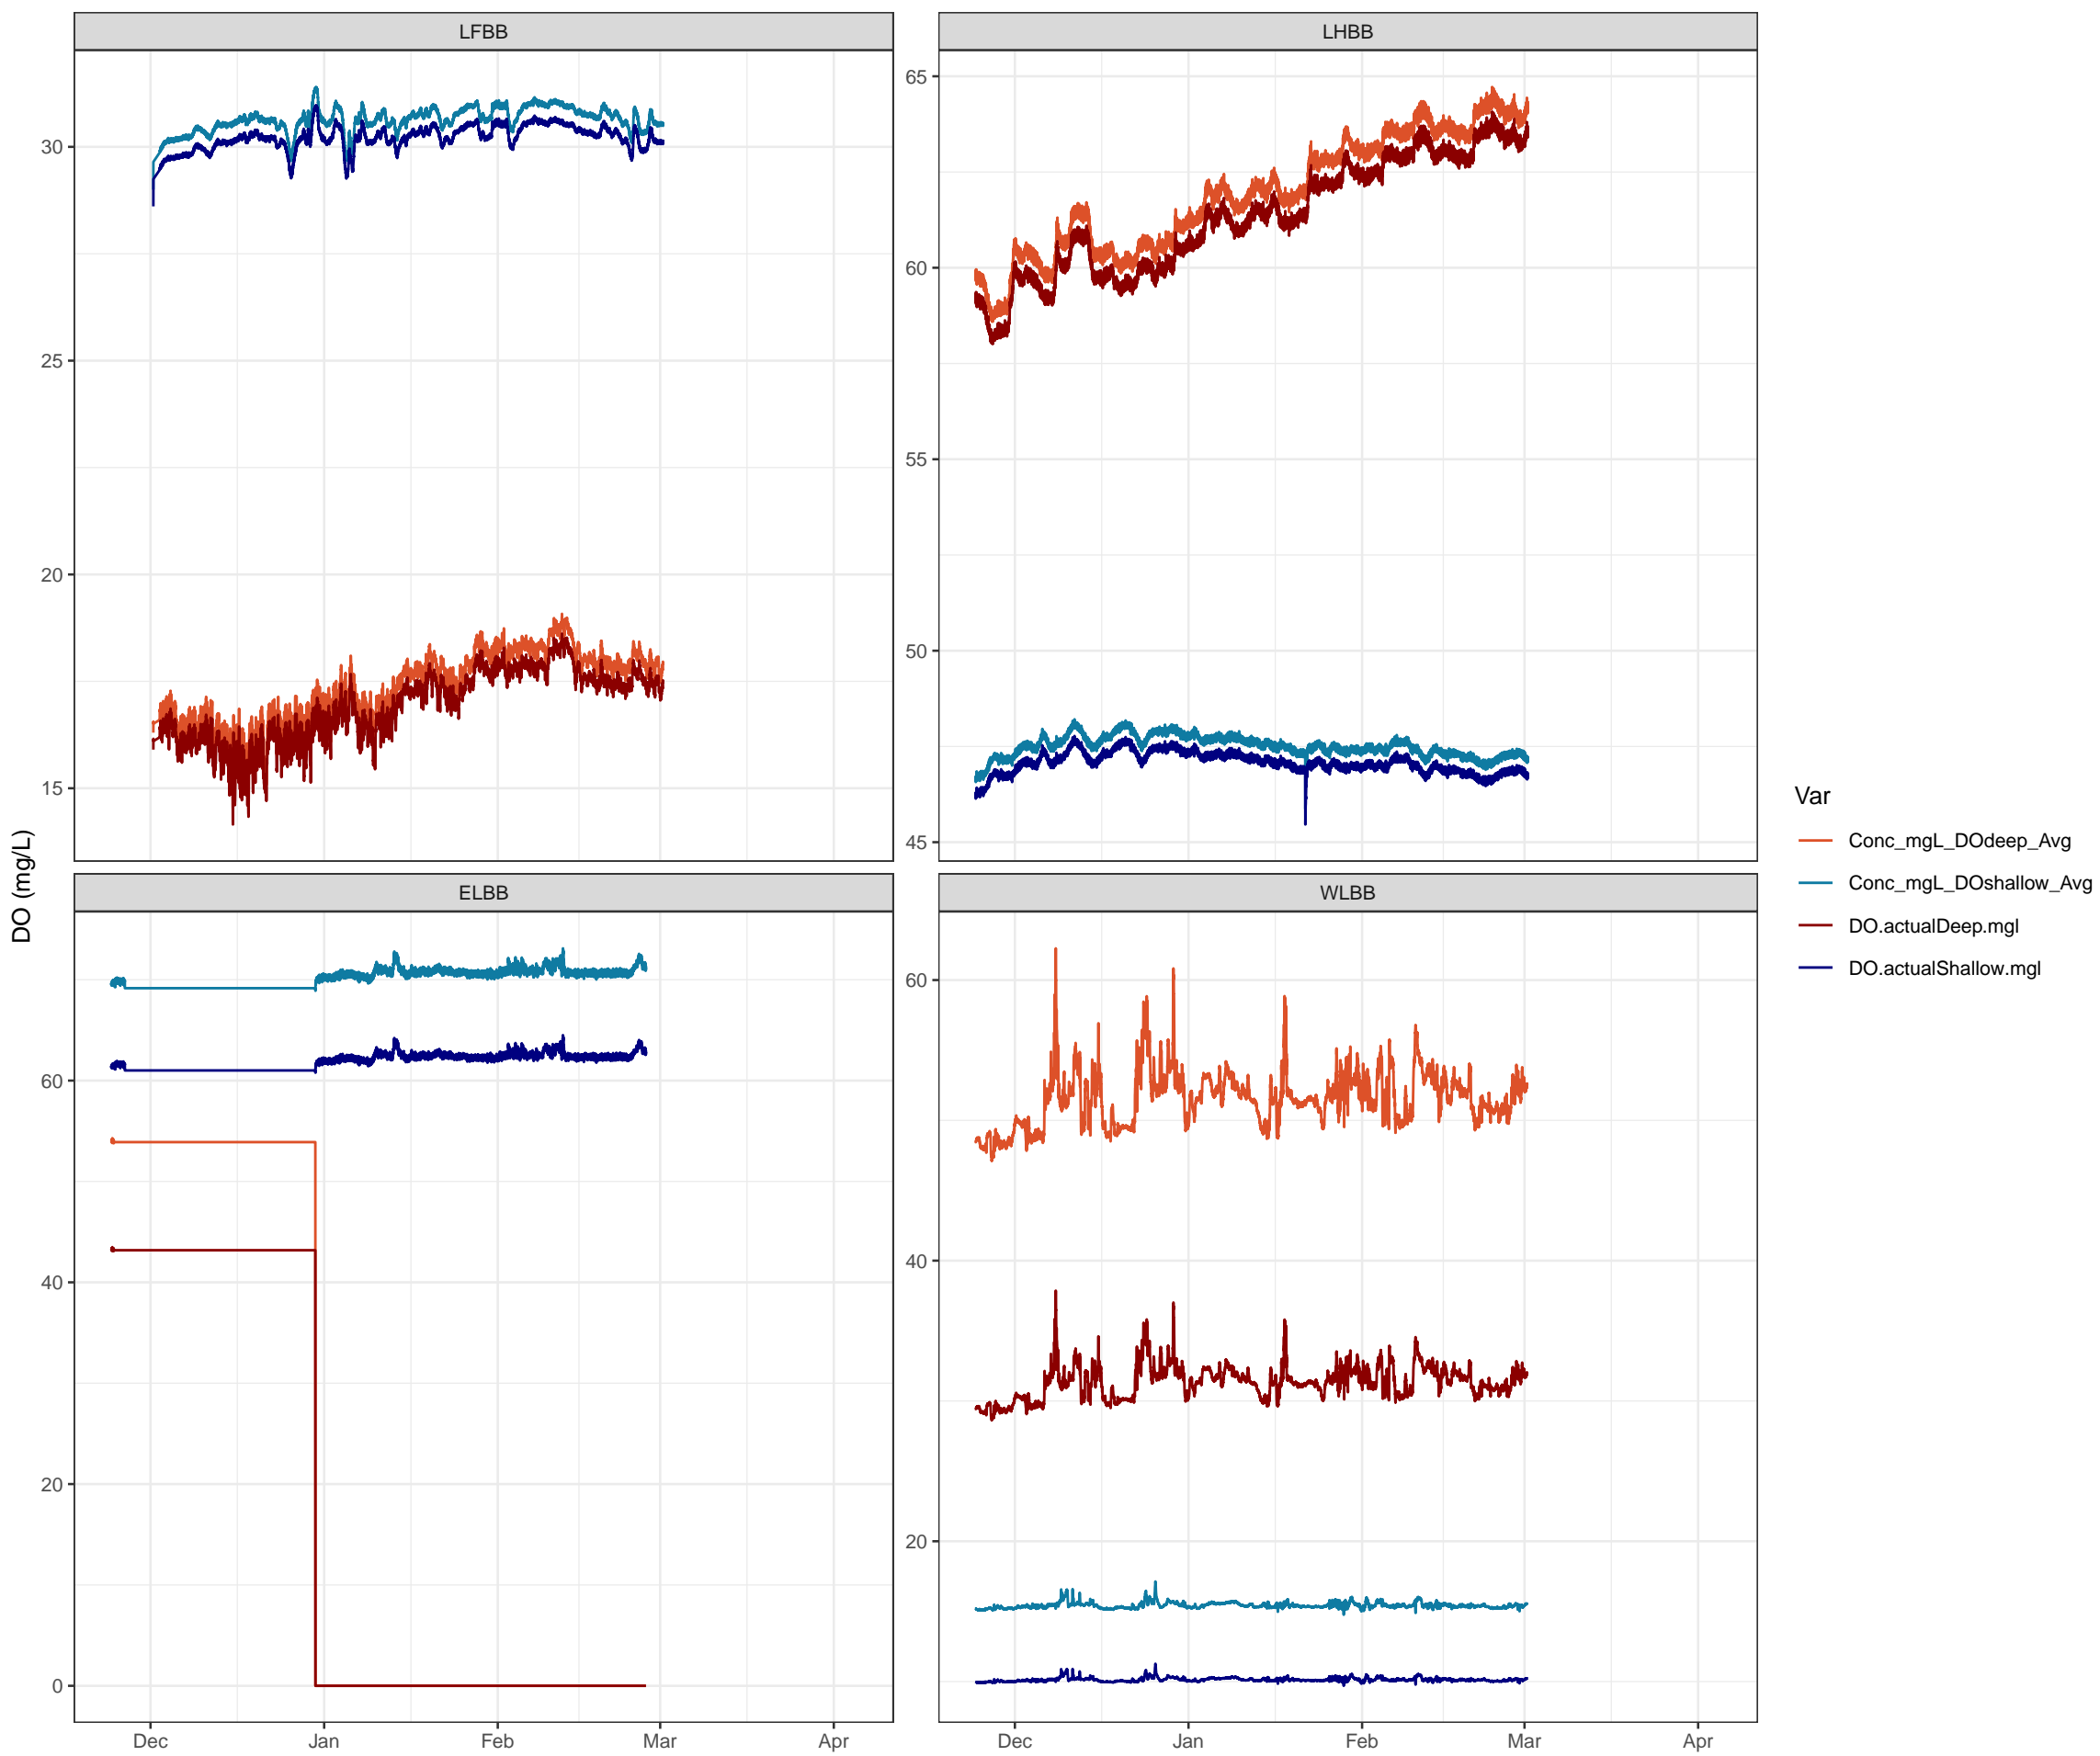 LFBB
LHBB
30
25
20
15
65
60
55
50
45
DO (mg/L)
ELBB
WLBB
60
40
20
0
60
40
20
Dec
Jan
Feb
Mar
Apr
Dec
Jan
Feb
Mar
Apr
Var
Conc_mgL_DOdeep_Avg
Conc_mgL_DOshallow_Avg
DO.actualDeep.mgl
DO.actualShallow.mgl